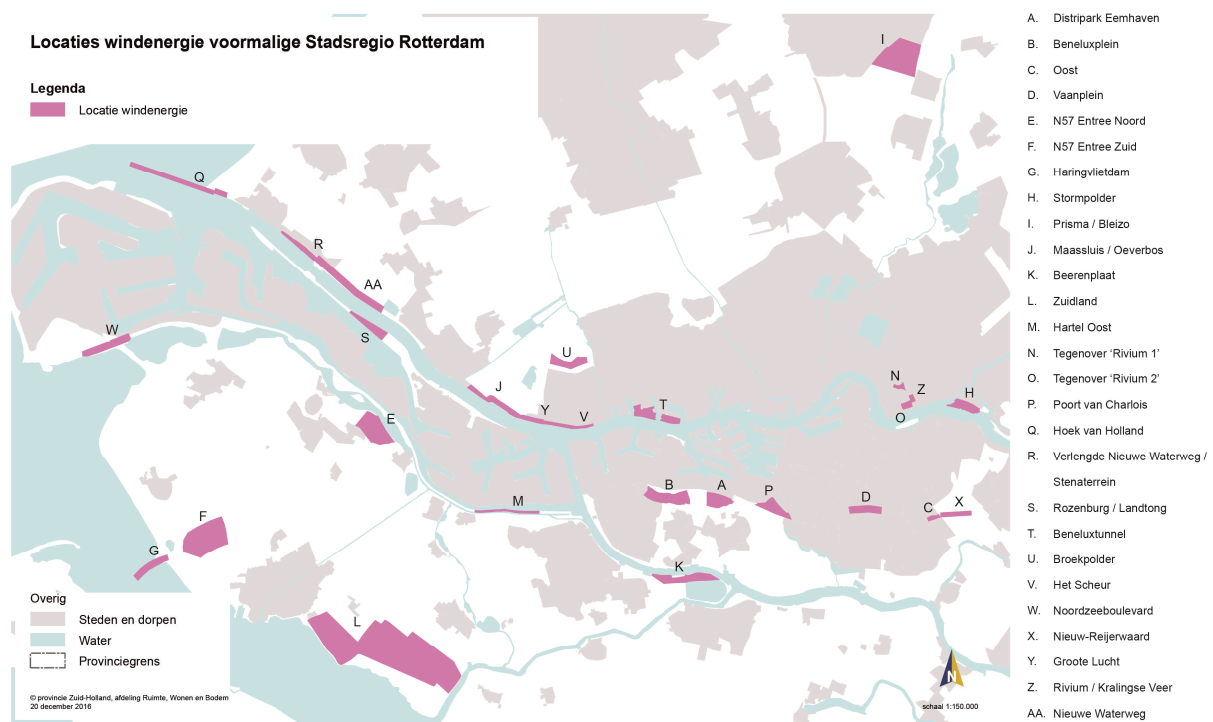 Locaties windenergie voormalige Stadsregio Rotterdam
Legenda
Locatie windenergie
I
Q
R
AA
S
W
U
J
Y
V
T
N
Z
O
H
E
B
A
P
D
C
X
M
F
G
K
L
Overig
Steden en dorpen
Water
Provinciegrens
© provincie Zuid-Holland, afdeling Ruimte, Wonen en Bodem
20 december 2016
N
schaal 1:150.000
A. Distripark Eemhaven
B. Beneluxplein
C. Oost
D. Vaanplein
E. N57 Entree Noord
F. N57 Entree Zuid
G. Haringvlietdam
H. Stormpolder
I. Prisma / Bleizo
J. Maassluis / Oeverbos
K. Beerenplaat
L. Zuidland
M. Hartel Oost
N. Tegenover ‘Rivium 1’
O. Tegenover ‘Rivium 2’
P. Poort van Charlois
Q. Hoek van Holland
R. Verlengde Nieuwe Waterweg /
Stenaterrein
S. Rozenburg / Landtong
T. Beneluxtunnel
U. Broekpolder
V. Het Scheur
W. Noordzeeboulevard
X. Nieuw-Reijerwaard
Y. Groote Lucht
Z. Rivium / Kralingse Veer
AA. Nieuwe Waterweg